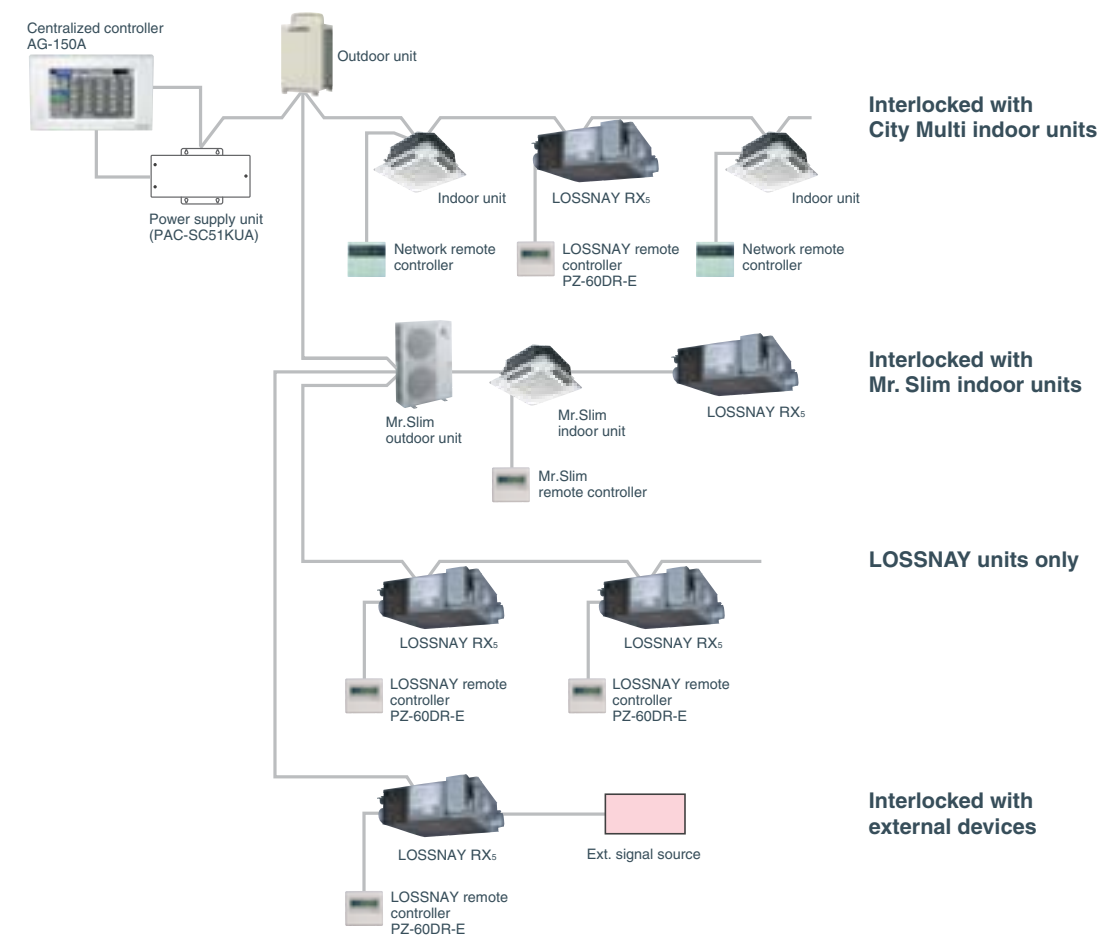 Centralized controller
AG-150A
Outdoor unit
Interlocked with
City Multi indoor units
Indoor unit
LOSSNAY RX5
Indoor unit
Power supply unit
(PAC-SC51KUA)
Network remote
controller
LOSSNAY remote
controller
PZ-60DR-E
Network remote
controller
Interlocked with
Mr. Slim indoor units
Mr.Slim
outdoor unit
Mr.Slim
indoor unit
LOSSNAY RX5
Mr.Slim
remote controller
LOSSNAY units only
LOSSNAY RX5
LOSSNAY RX5
LOSSNAY remote
controller
PZ-60DR-E
LOSSNAY remote
controller
PZ-60DR-E
Interlocked with
external devices
LOSSNAY RX5
Ext. signal source
LOSSNAY remote
controller
PZ-60DR-E